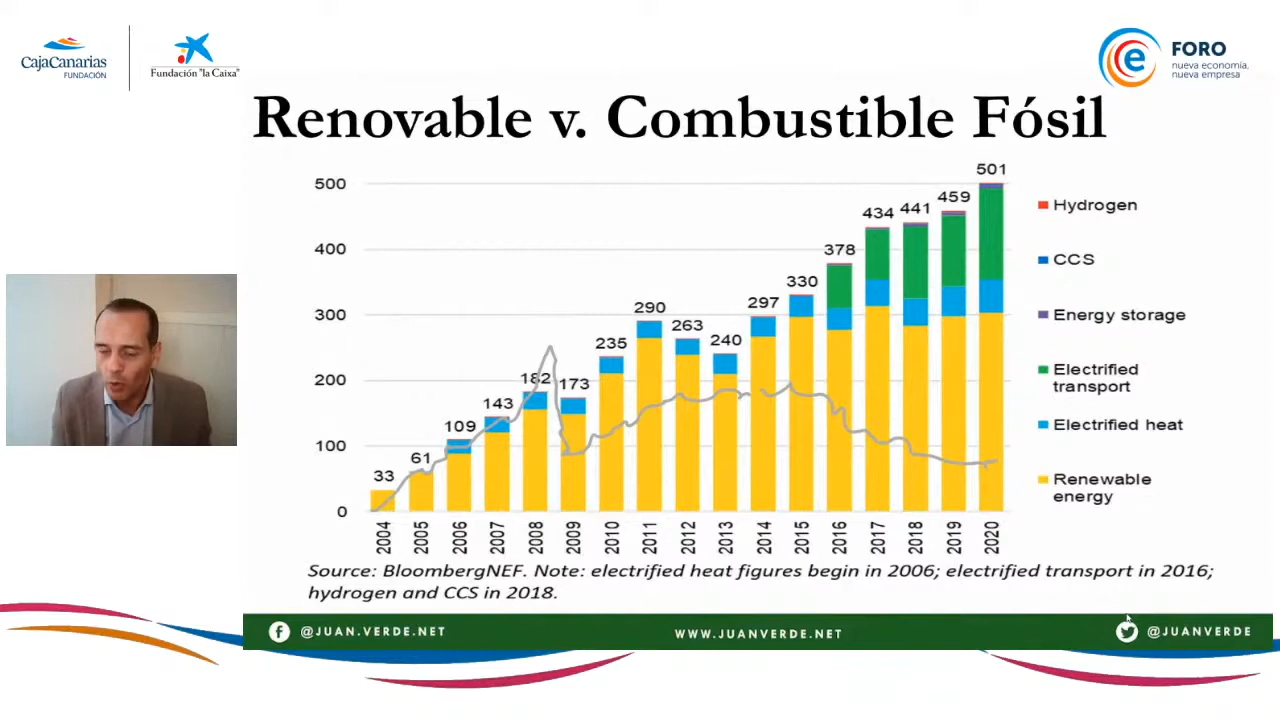 CajaCanarias
FUNDACIÓN
Fundación "la Caixa"
e
FORO
nueva economía,
nueva empresa
Renovable v. Combustible Fósil
500
400
300
200
100
0
33
61
109
143
182
173
235
290
263
240
297
330
378
434
441
459
501
2004
2005
2006
2007
2008
2009
2010
2011
2012
2013
2014
2015
2016
2017
2018
2019
2020
Hydrogen
CCS
Energy storage
Electrified
transport
Electrified heat
Renewable
energy
Source: BloombergNEF. Note: electrified heat figures begin in 2006; electrified transport in 2016;
hydrogen and CCS in 2018.
@JUAN.VERDE.NET
WWW.JUANVERDE.NET
@JUANVERDE